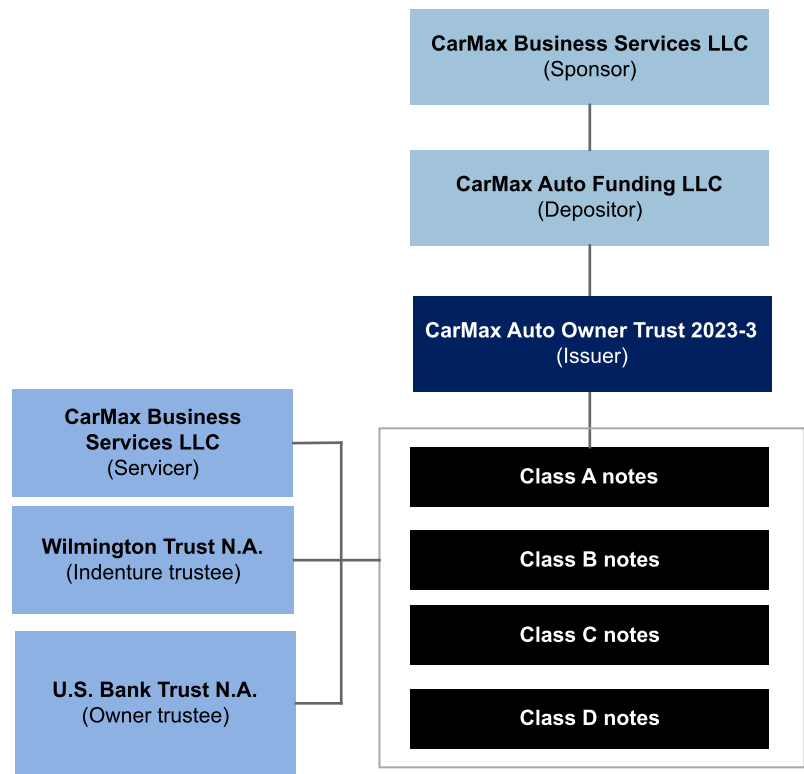 CarMax Business Services LLC
(Sponsor)
CarMax Auto Funding LLC
(Depositor)
CarMax Auto Owner Trust 2023-3
(Issuer)
CarMax Business
Services LLC
(Servicer)
Wilmington Trust N.A.
(Indenture trustee)
U.S. Bank Trust N.A.
(Owner trustee)
Class A notes
Class B notes
Class C notes
Class D notes